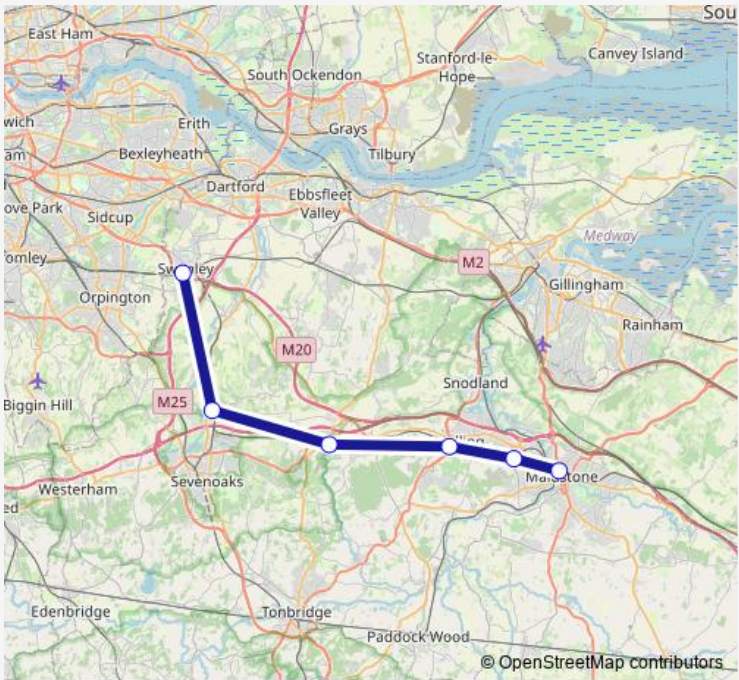 Sou
East Ham
Canvey Island
Stanford-le-
Hope
South Ockendon
wich
Erith
Grays
am
Bexleyheath
Tilbury
Dartford
Ebbsfleet
Valley
ove Park
Sidcup
Medway
omley
M2
Orpington
Gillingham
Rainham
M20
Snodland
Biggin Hill
M25
Sevenoaks
Westerham
ed
Edenbridge
Tonbridge
Paddock Wood
© OpenStreetMap contributors